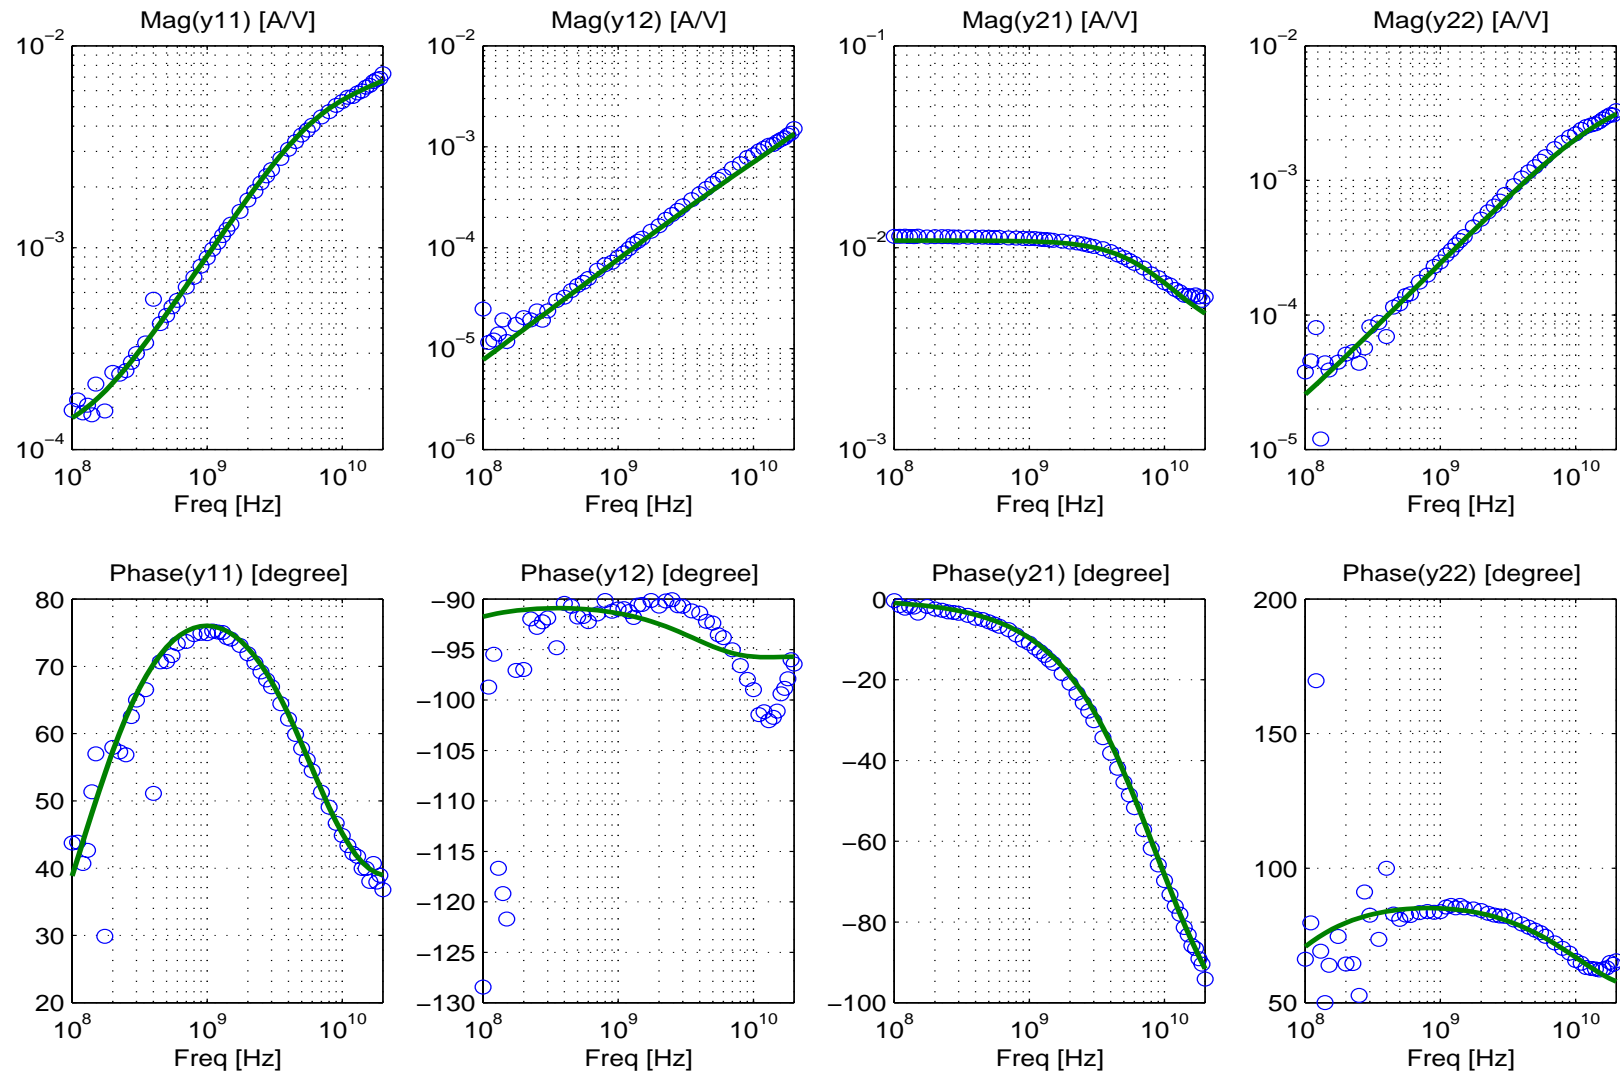 Mag(y11) [A/V] Mag(y12) [A/V] Mag(y21) [A/V] Mag(y22) [A/V]
10^−2 10^−2 10^−1 10^−2
10^−3 10^−3 10^−2 10^−3
10^−4 10^−4
10^−5
10^−4 10^−6 10^−3 10^−5
10^8 10^9 10^10 10^8 10^9 10^10 10^8 10^9 10^10 10^8 10^9 10^10
Freq [Hz] Freq [Hz] Freq [Hz] Freq [Hz]
Phase(y11) [degree] Phase(y12) [degree] Phase(y21) [degree] Phase(y22) [degree]
80 −90 0 200
70 −95 −20 150
60 −100 −40 100
50 −105 −60 50
40 −110 −80
30 −115 −100
20 −120
−125
−130
10^8 10^9 10^10 10^8 10^9 10^10 10^8 10^9 10^10 10^8 10^9 10^10
Freq [Hz] Freq [Hz] Freq [Hz] Freq [Hz]